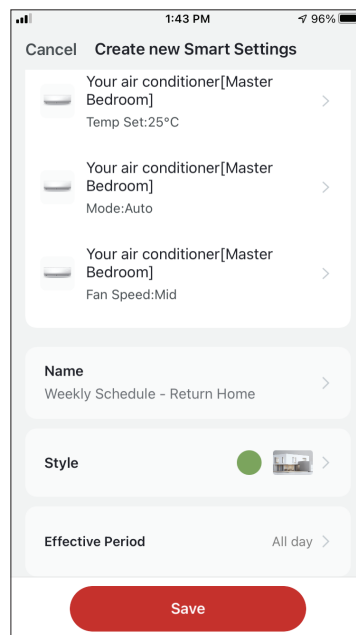 1:43 PM
96%
Cancel Create new Smart Settings
Your air conditioner[Master
Bedroom]
Temp Set:25°C
Your air conditioner[Master
Bedroom]
Mode:Auto
Your air conditioner[Master
Bedroom]
Fan Speed:Mid
Name
Weekly Schedule - Return Home
Style
Effective Period
All day
Save